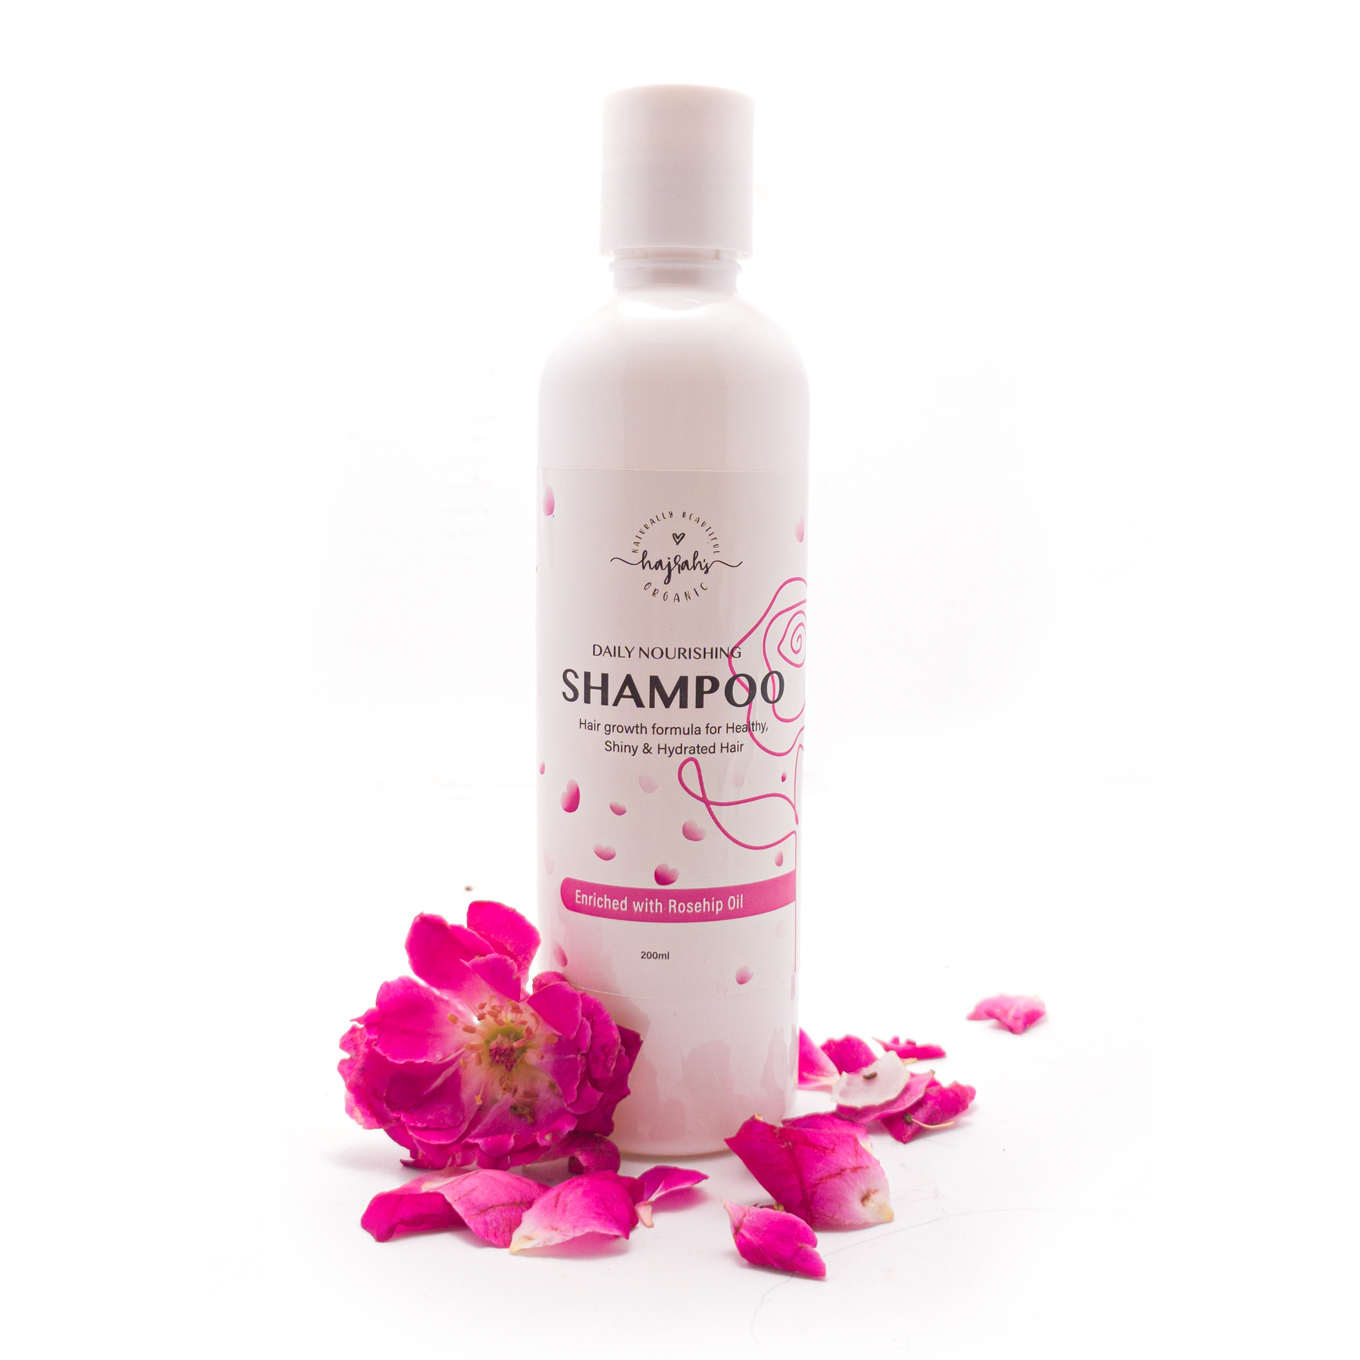 NATURALLY BEAUTIFUL
hajrah's
ORGANIC
DAILY NOURISHING
SHAMPOO
Hair growth formula for Healthy,
Shiny & Hydrated Hair
Enriched with Rosehip Oil
200ml